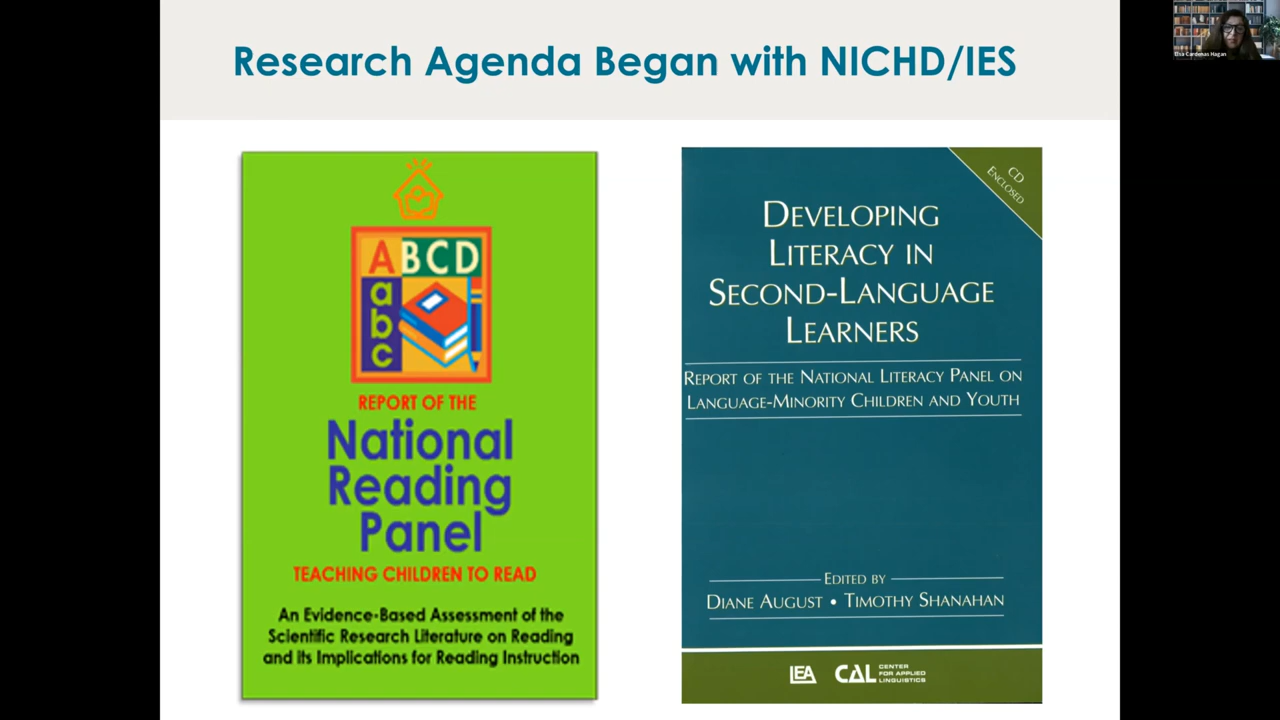 Research Agenda Began with NICHD/IES
Elsa Cárdenas Hagan
A B C D
a
b
c
REPORT OF THE
National
Reading
Panel
TEACHING CHILDREN TO READ
An Evidence-Based Assessment of the
Scientific Research Literature on Reading
and its Implications for Reading Instruction
CD
ENCLOSED
DEVELOPING
LITERACY IN
SECOND-LANGUAGE
LEARNERS
REPORT OF THE NATIONAL LITERACY PANEL ON
LANGUAGE-MINORITY CHILDREN AND YOUTH
EDITED BY
DIANE AUGUST • TIMOTHY SHANAHAN
LEA CAL CENTER
FOR APPLIED
LINGUISTICS